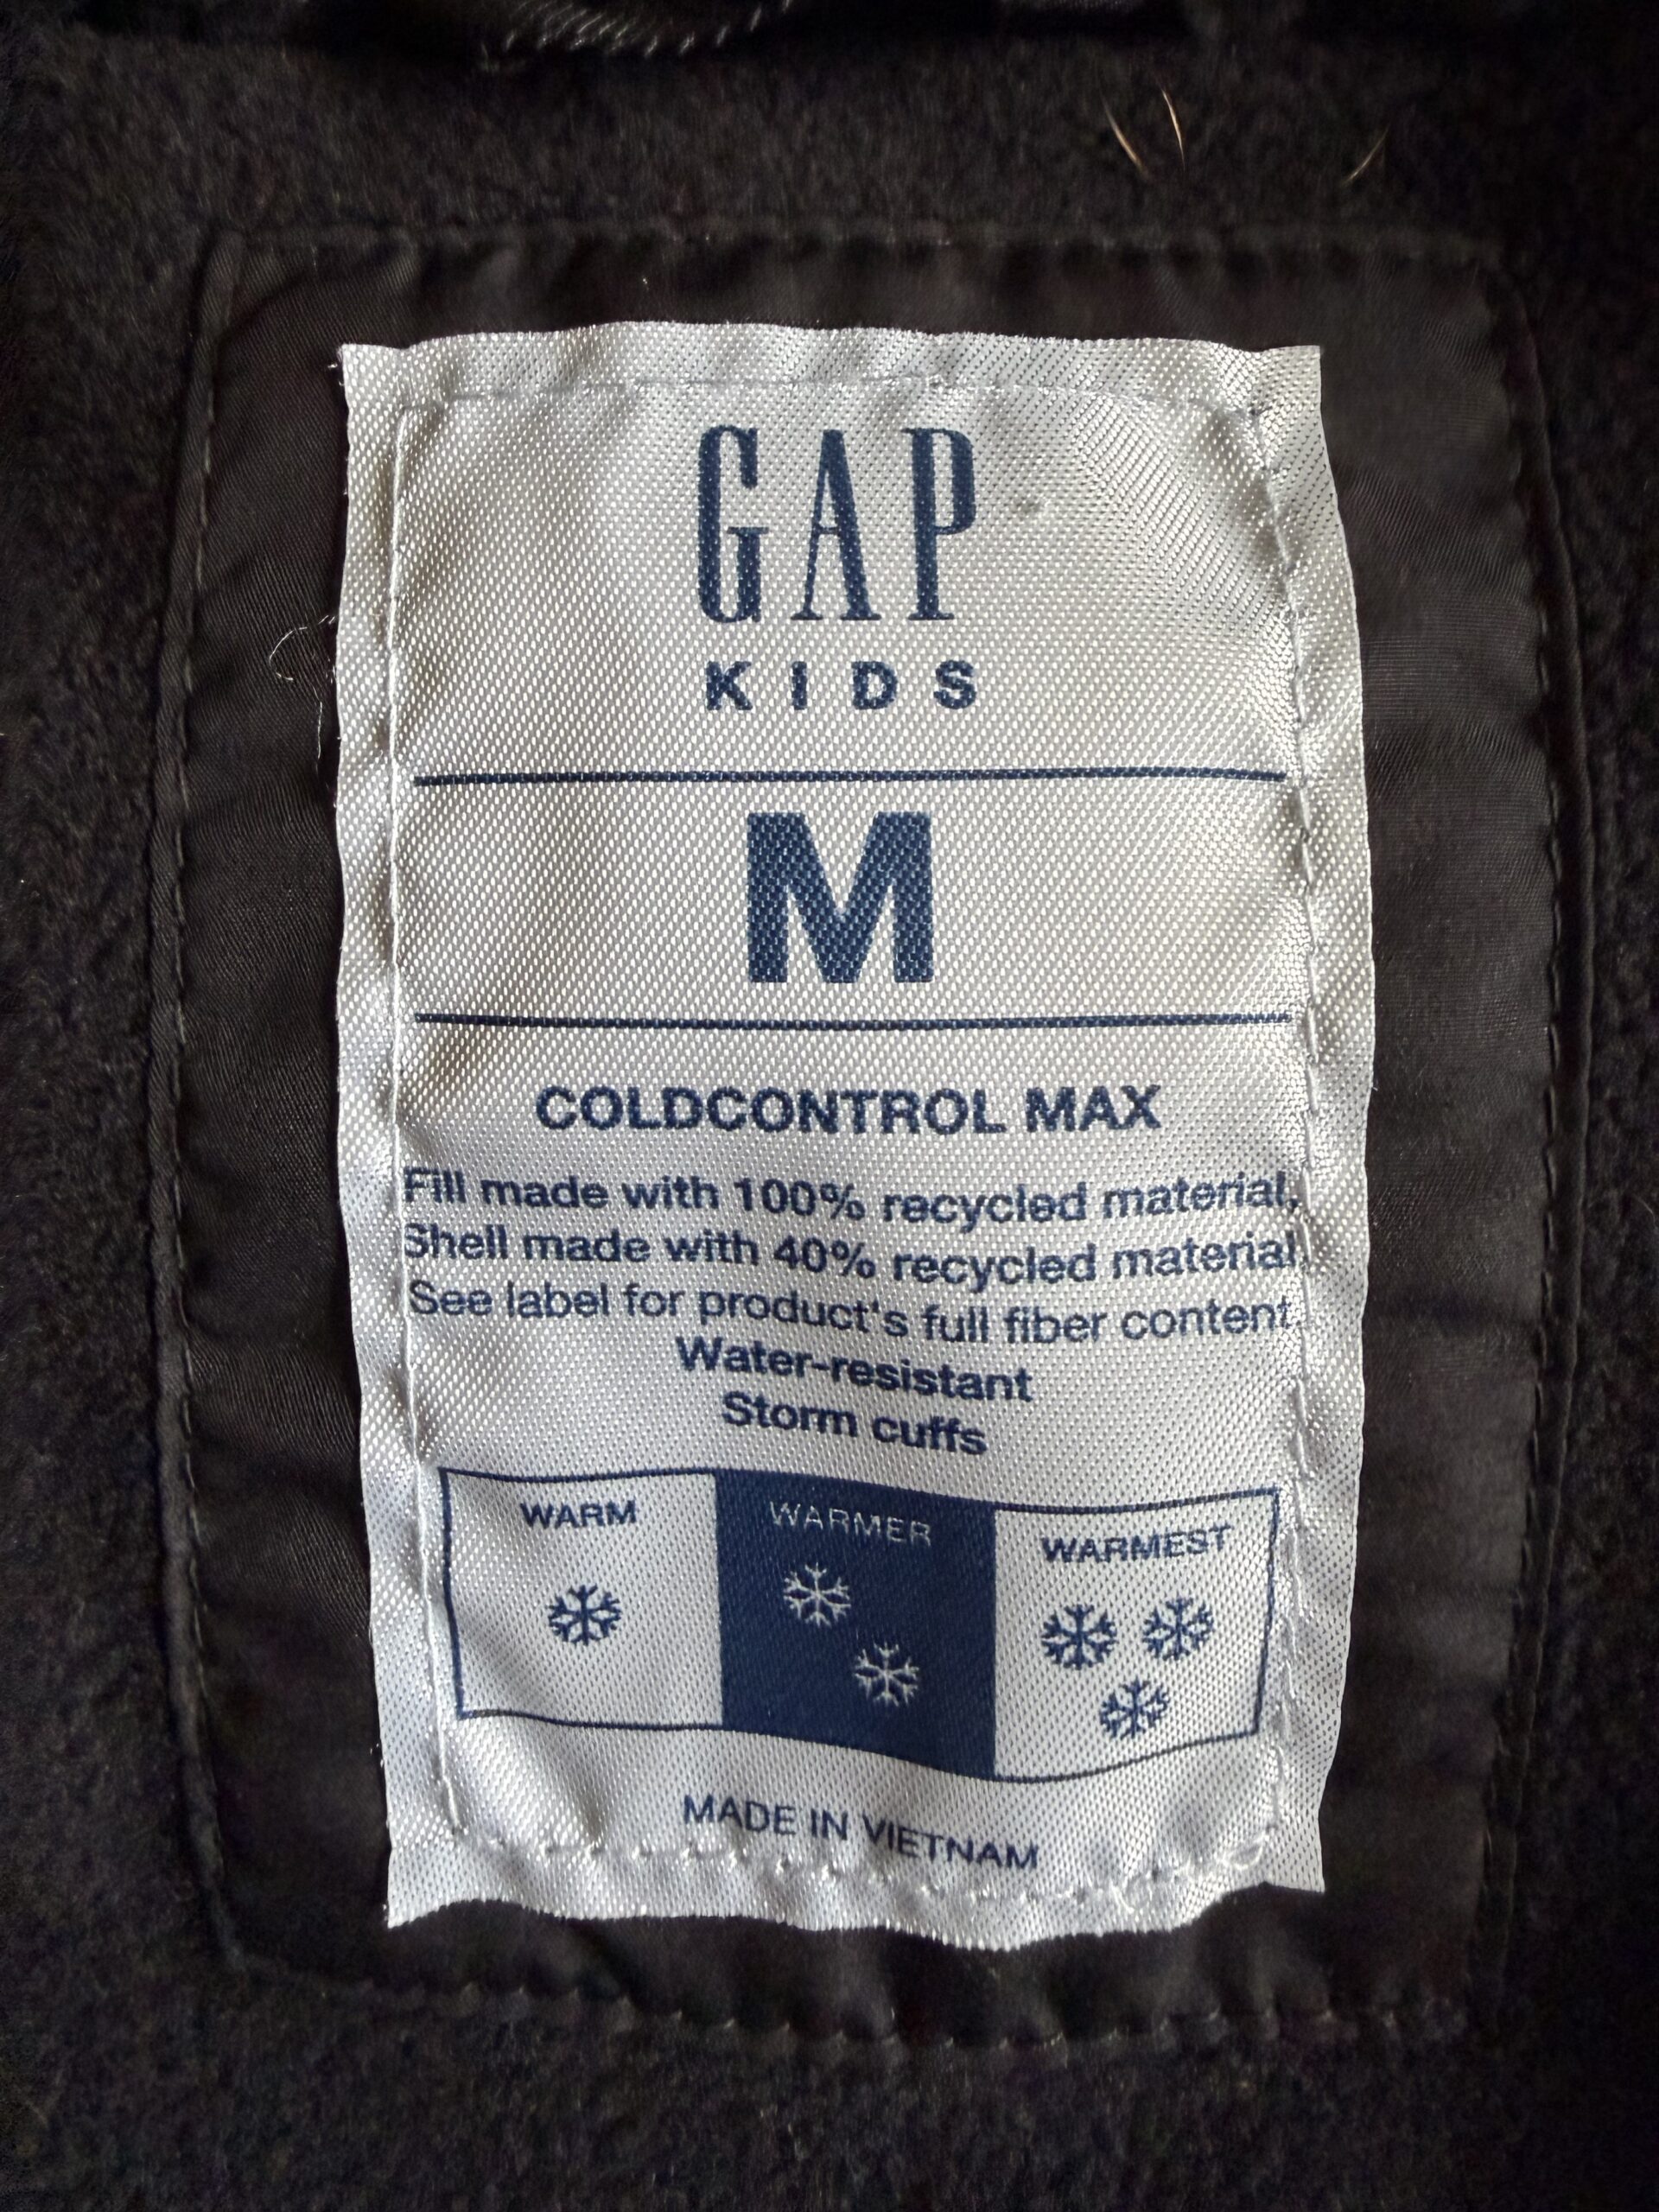 GAP
KIDS
M
COLDCONTROL MAX
Fill made with 100% recycled material,
Shell made with 40% recycled material
See label for product's full fiber content.
Water-resistant
Storm cuffs
WARM
WARMER
WARMEST
MADE IN VIETNAM